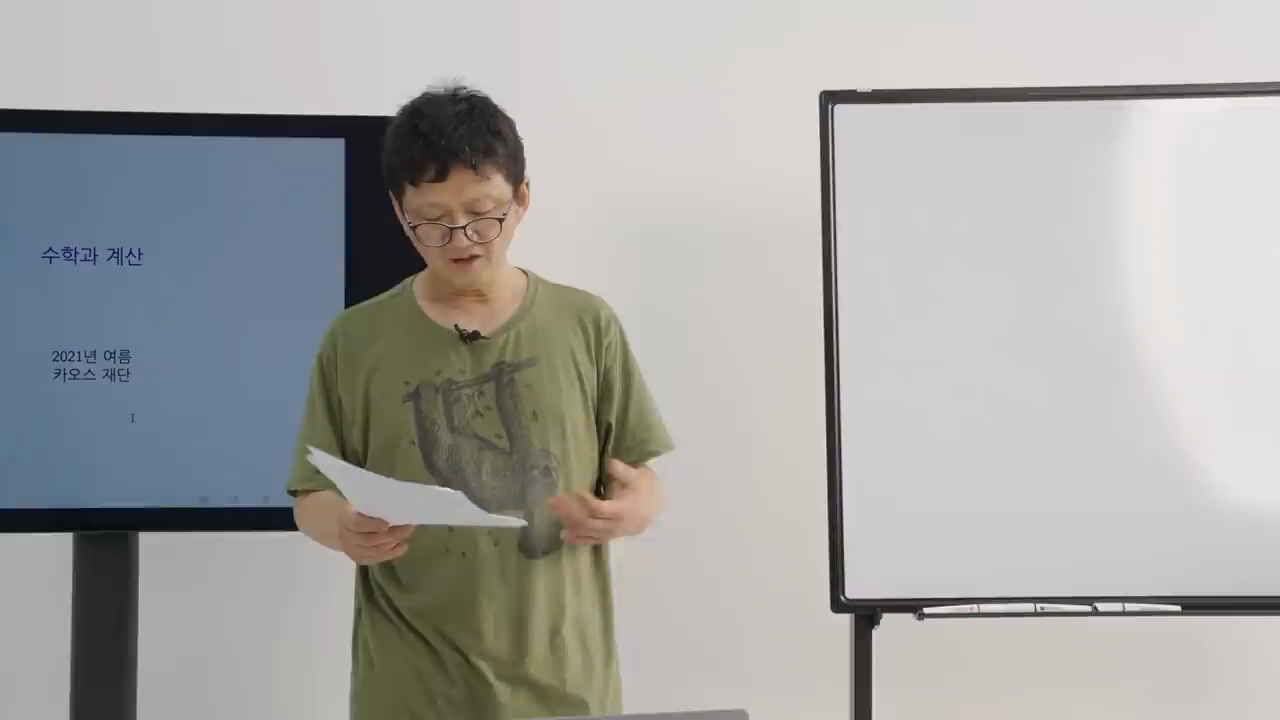 수학과 계산
2021년 여름
카오스 재단